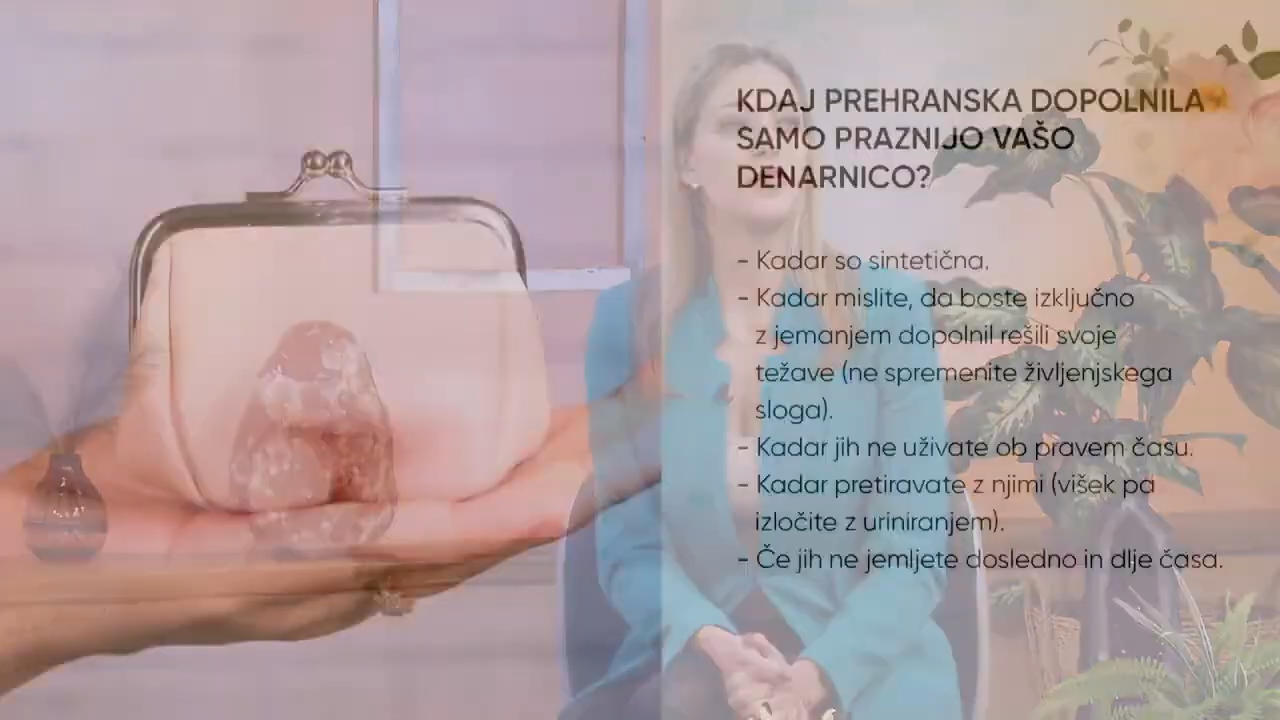 KDAJ PREHRANSKA DOPOLNILA
SAMO PRAZNIJO VAŠO
DENARNICO?
- Kadar so sintetična.
- Kadar mislite, da boste izključno
z jemanjem dopolnil rešili svoje
težave (ne spremenite življenjskega
sloga).
- Kadar jih ne uživate ob pravem času.
- Kadar pretiravate z njimi (višek pa
izločite z uriniranjem).
- Če jih ne jemljete dosledno in dlje časa.